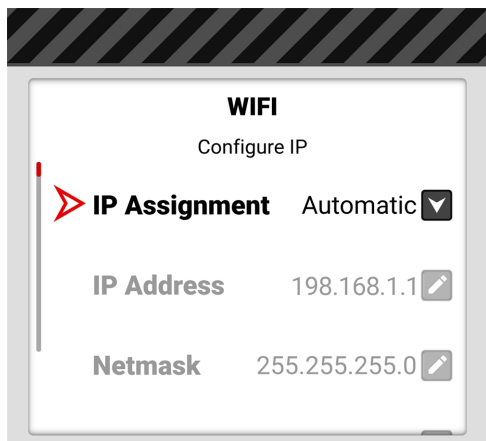 WIFI
Configure IP
IP Assignment Automatic
IP Address 198.168.1.1
Netmask 255.255.255.0